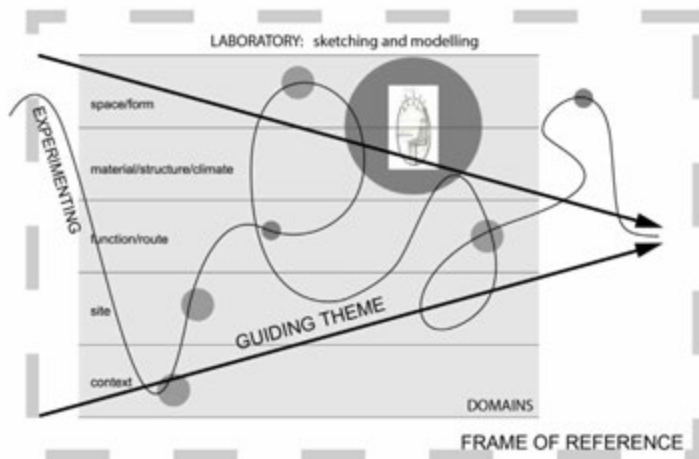 LABORATORY: sketching and modelling
space/form
EXPERIMENTING
material/structure/climate
function/route
site
GUIDING THEME
context
DOMAINS
FRAME OF REFERENCE